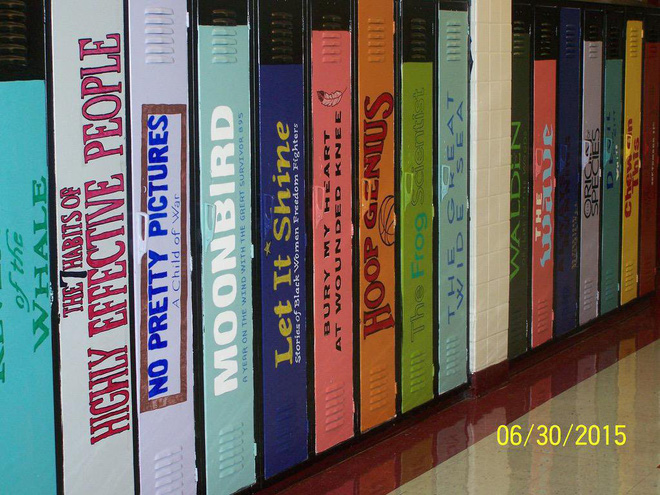 of the
WHALE
THE 7 HABITS OF
HIGHLY EFFECTIVE PEOPLE
NO PRETTY PICTURES
A Child of War
MOONBIRD
A YEAR ON THE WIND WITH THE GREAT SURVIVOR B95
Let It Shine
Stories of Black Women Freedom Fighters
BURY MY HEART
AT WOUNDED KNEE
HOOP GENIUS
The Frog Scientist
THE GREAT
WIDE SEA
WALDEN
THE
wave
ORIGIN OF
SPECIES
THIS
06/30/2015